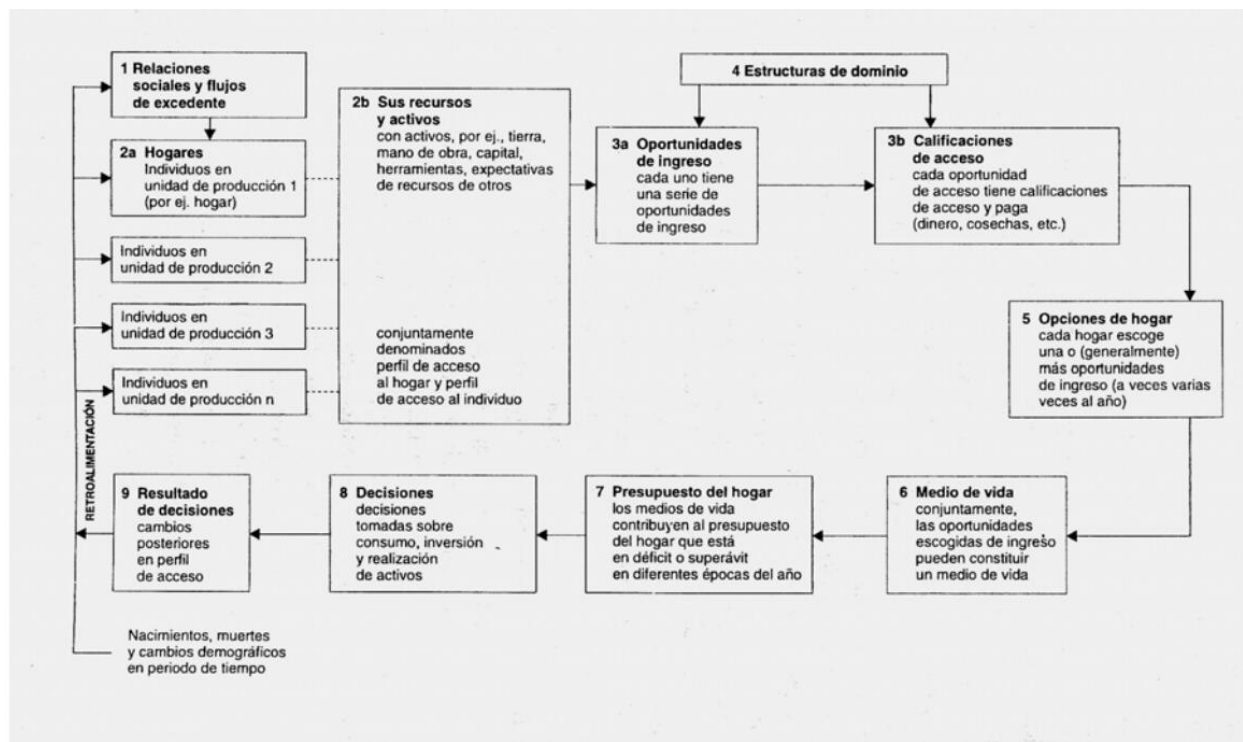 1 Relaciones
sociales y flujos
de excedente
2a Hogares
Individuos en
unidad de producción 1
(por ej. hogar)
Individuos en
unidad de producción 2
Individuos en
unidad de producción 3
Individuos en
unidad de producción n
2b Sus recursos
y activos
con activos, por ej., tierra,
mano de obra, capital,
herramientas, expectativas
de recursos de otros
conjuntamente
denominados
perfil de acceso
al hogar y perfil
de acceso al individuo
4 Estructuras de dominio
3a Oportunidades
de ingreso
cada uno tiene
una serie de
oportunidades
de ingreso
3b Calificaciones
de acceso
cada oportunidad
de acceso tiene calificaciones
de acceso y paga
(dinero, cosechas, etc.)
5 Opciones de hogar
cada hogar escoge
una o (generalmente)
más oportunidades
de ingreso (a veces varias
veces al año)
6 Medio de vida
conjuntamente,
las oportunidades
escogidas de ingreso
pueden constituir
un medio de vida
7 Presupuesto del hogar
los medios de vida
contribuyen al presupuesto
del hogar que está
en déficit o superávit
en diferentes épocas del año
8 Decisiones
decisiones
tomadas sobre
consumo, inversión
y realización
de activos
9 Resultado
de decisiones
cambios
posteriores
en perfil
de acceso
RETROALIMENTACIÓN
Nacimientos, muertes
y cambios demográficos
en periodo de tiempo